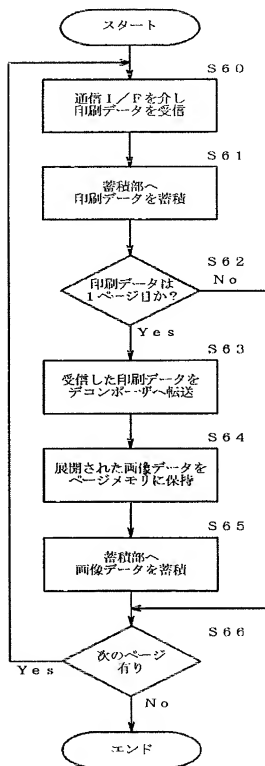 スタート
S60
通信I/Fを介し
印刷データを受信
S61
蓄積部へ
印刷データを蓄積
S62
印刷データは
1ページ目か?
No
Yes
S63
受信した印刷データを
デコンポーザへ転送
S64
展開された画像データを
ページメモリに保持
S65
蓄積部へ
画像データを蓄積
S66
次のページ
有り
Yes
No
エンド